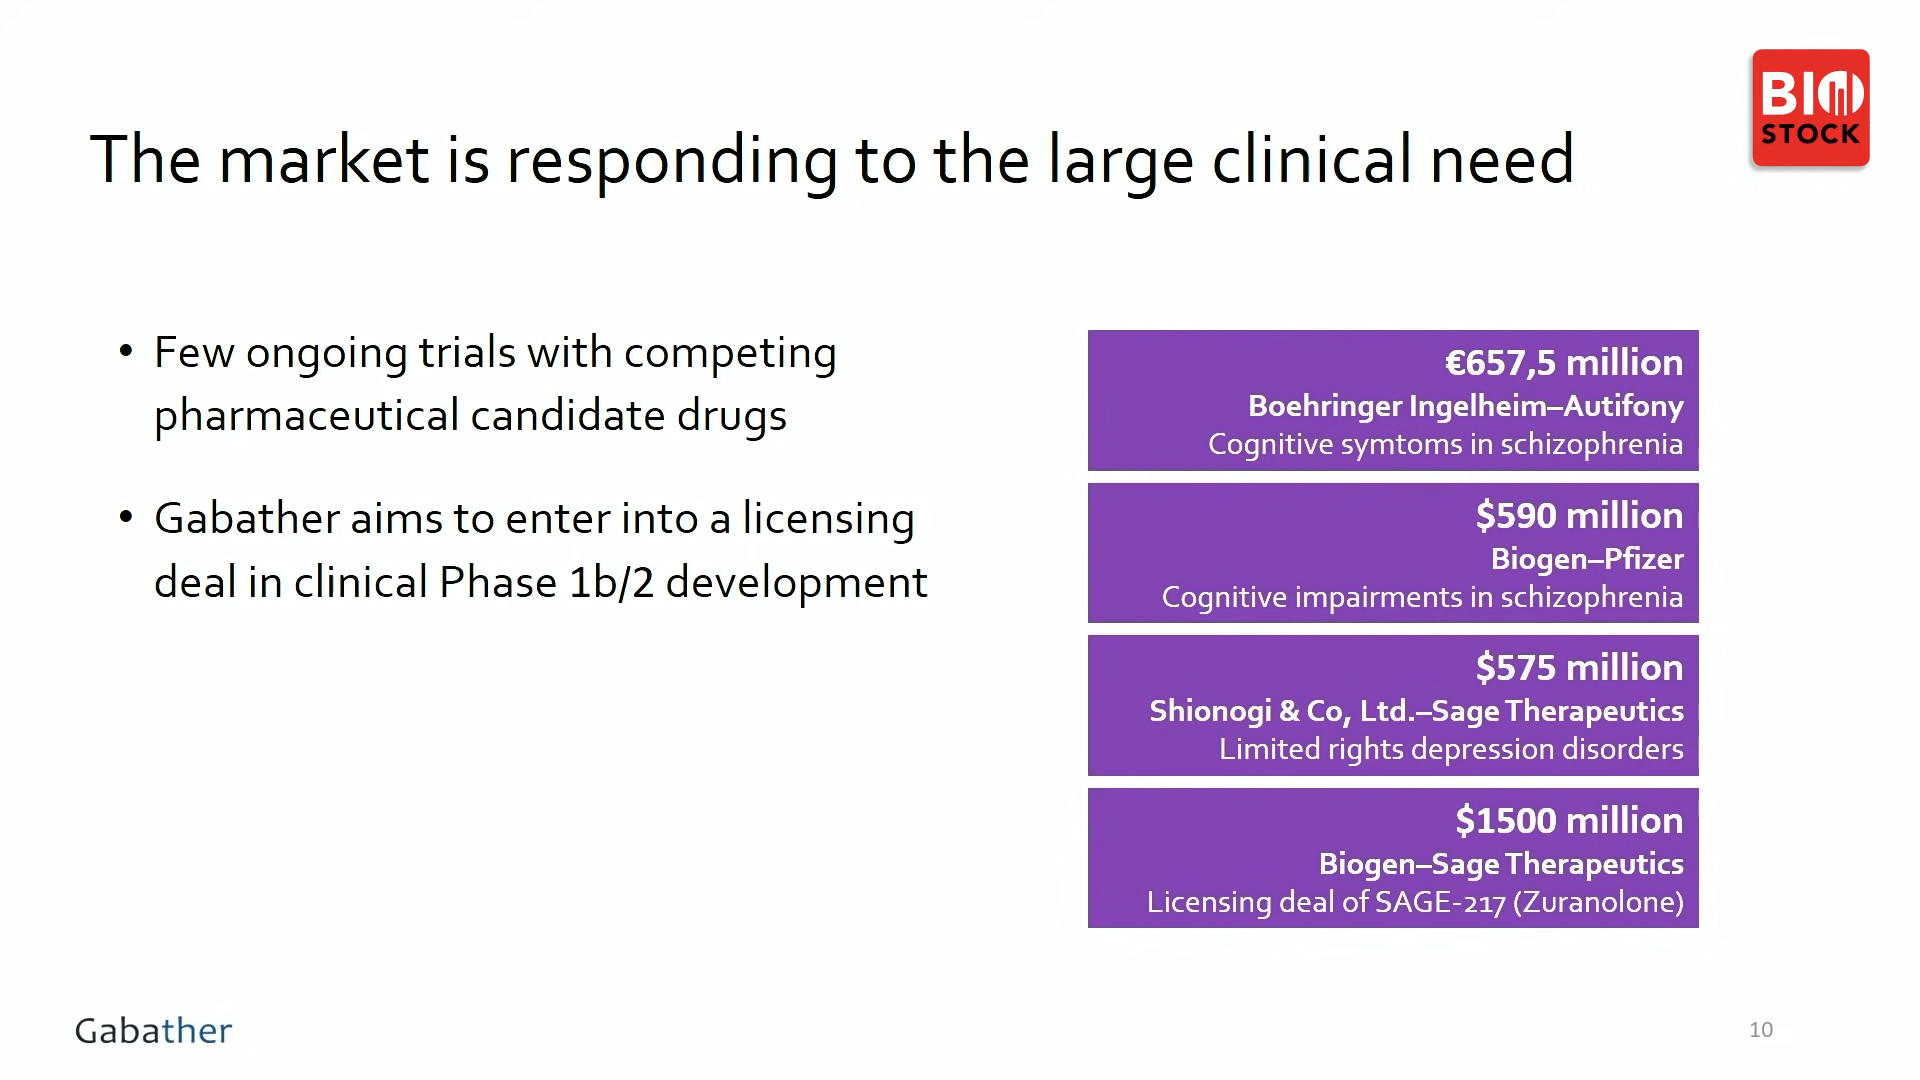 BIO
STOCK
The market is responding to the large clinical need
• Few ongoing trials with competing
pharmaceutical candidate drugs
• Gabather aims to enter into a licensing
deal in clinical Phase 1b/2 development
€657,5 million
Boehringer Ingelheim–Autifony
Cognitive symtoms in schizophrenia
$590 million
Biogen–Pfizer
Cognitive impairments in schizophrenia
$575 million
Shionogi & Co, Ltd.–Sage Therapeutics
Limited rights depression disorders
$1500 million
Biogen–Sage Therapeutics
Licensing deal of SAGE-217 (Zuranolone)
Gabather
10